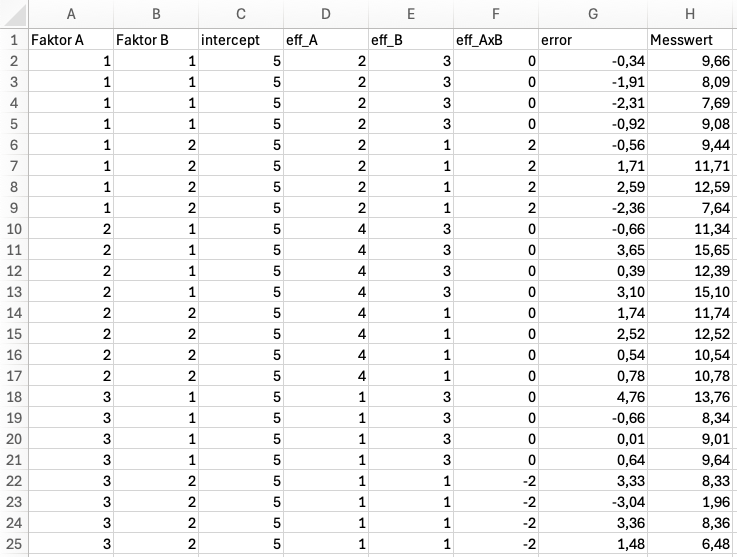 A B C D E F G H
1 Faktor A Faktor B intercept eff_A eff_B eff_AxB error Messwert
2 1 1 5 2 3 0 -0,34 9,66
3 1 1 5 2 3 0 -1,91 8,09
4 1 1 5 2 3 0 -2,31 7,69
5 1 1 5 2 3 0 -0,92 9,08
6 1 2 5 2 1 2 -0,56 9,44
7 1 2 5 2 1 2 1,71 11,71
8 1 2 5 2 1 2 2,59 12,59
9 1 2 5 2 1 2 -2,36 7,64
10 2 1 5 4 3 0 -0,66 11,34
11 2 1 5 4 3 0 3,65 15,65
12 2 1 5 4 3 0 0,39 12,39
13 2 1 5 4 3 0 3,10 15,10
14 2 2 5 4 1 0 1,74 11,74
15 2 2 5 4 1 0 2,52 12,52
16 2 2 5 4 1 0 0,54 10,54
17 2 2 5 4 1 0 0,78 10,78
18 3 1 5 1 3 0 4,76 13,76
19 3 1 5 1 3 0 -0,66 8,34
20 3 1 5 1 3 0 0,01 9,01
21 3 1 5 1 3 0 0,64 9,64
22 3 2 5 1 1 -2 3,33 8,33
23 3 2 5 1 1 -2 -3,04 1,96
24 3 2 5 1 1 -2 3,36 8,36
25 3 2 5 1 1 -2 1,48 6,48